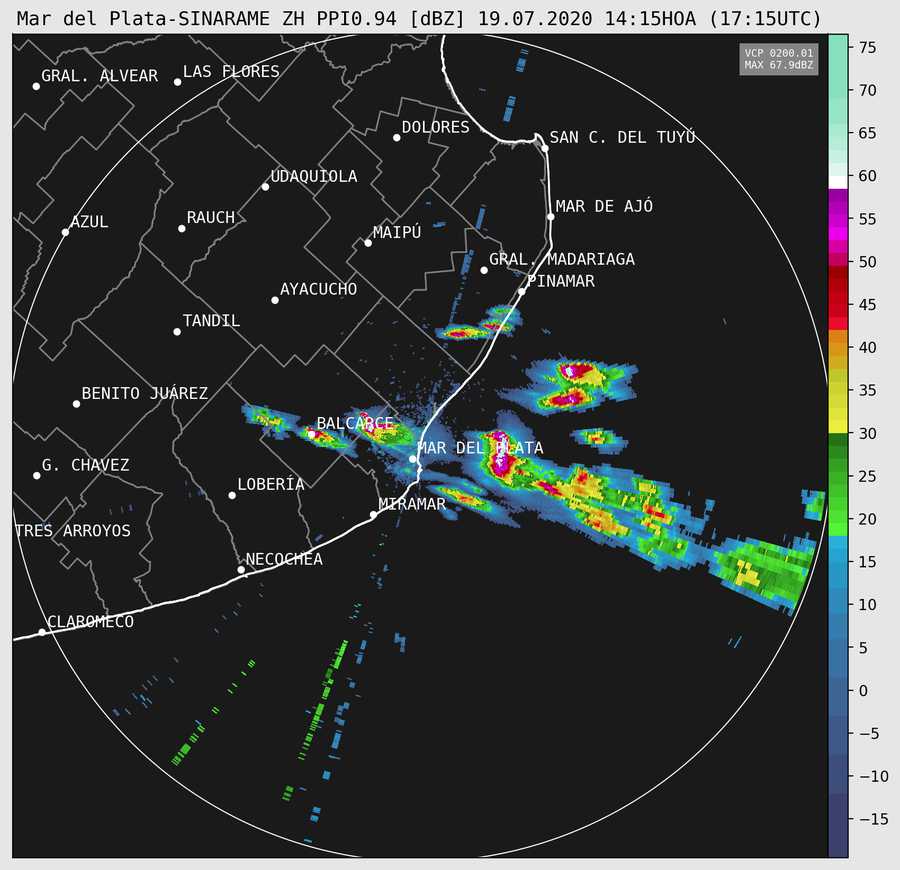 Mar del Plata-SINARAME ZH PPI0.94 [dBZ] 19.07.2020 14:15HOA (17:15UTC)
VCP 0200.01
MAX 67.9dBZ
GRAL. ALVEAR
LAS FLORES
DOLORES
SAN C. DEL TUYÚ
UDAQUIOLA
MAR DE AJÓ
AZUL
RAUCH
MAIPÚ
GRAL. MADARIAGA
PINAMAR
AYACUCHO
TANDIL
BENITO JUÁREZ
BALCARCE
MAR DEL PLATA
G. CHAVEZ
LOBERÍA
MIRAMAR
TRES ARROYOS
NECOCHEA
CLAROMECO
75
70
65
60
55
50
45
40
35
30
25
20
15
10
5
0
−5
−10
−15